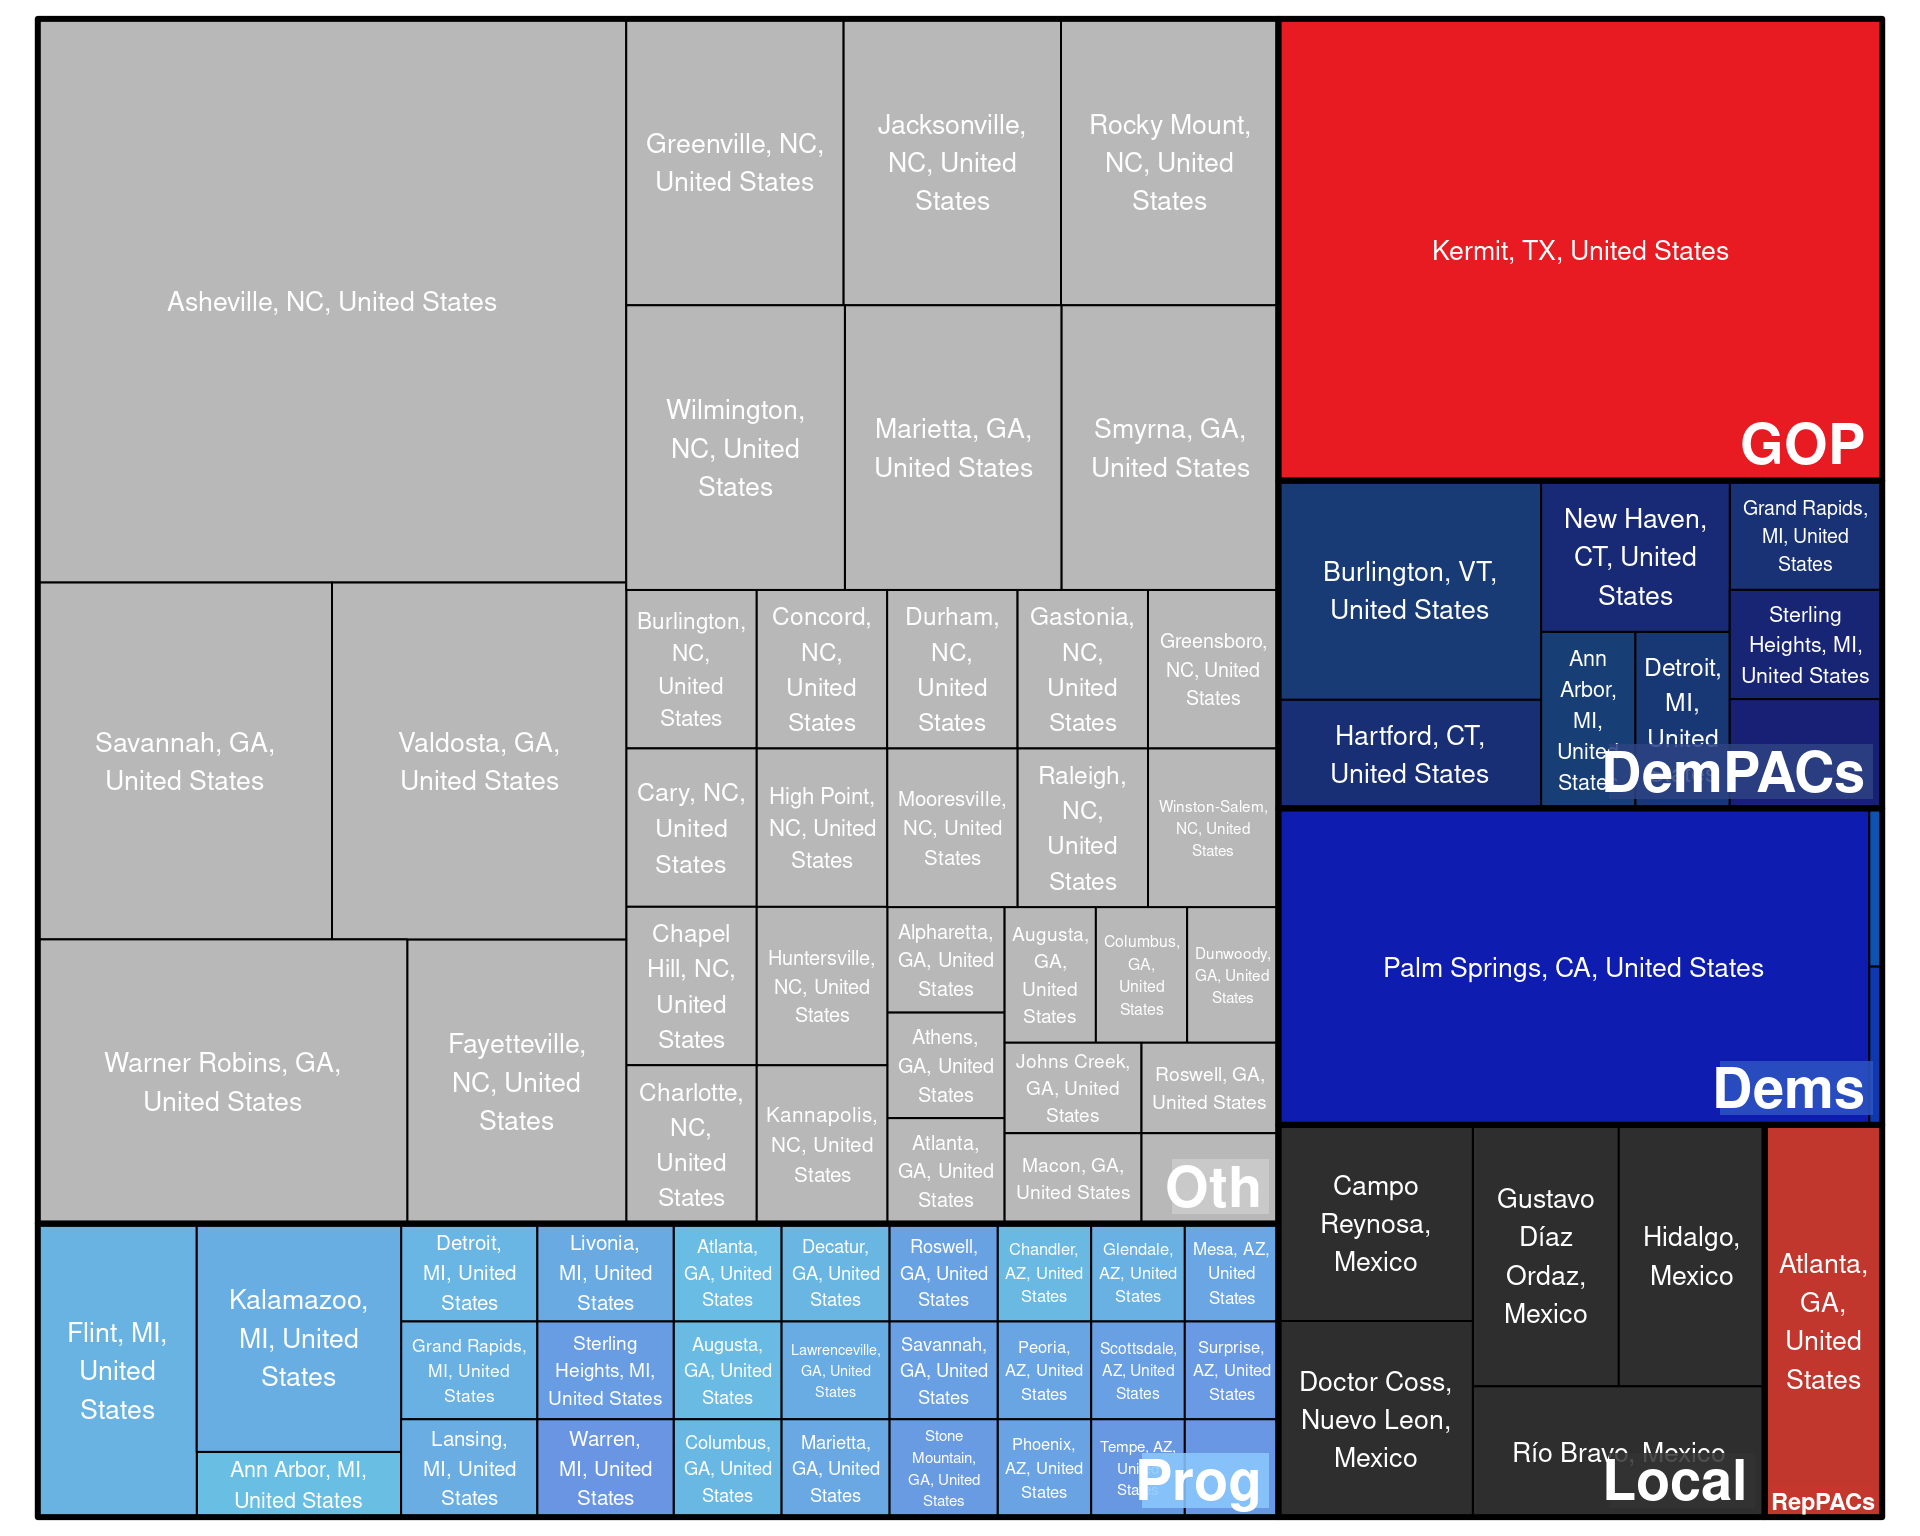 Asheville, NC, United States
Greenville, NC,
United States
Jacksonville,
NC, United
States
Rocky Mount,
NC, United
States
Wilmington,
NC, United
States
Marietta, GA,
United States
Smyrna, GA,
United States
Savannah, GA,
United States
Valdosta, GA,
United States
Warner Robins, GA,
United States
Fayetteville,
NC, United
States
Burlington,
NC,
United
States
Concord,
NC,
United
States
Durham,
NC,
United
States
Gastonia,
NC,
United
States
Greensboro,
NC, United
States
Cary, NC,
United
States
High Point,
NC, United
States
Mooresville,
NC, United
States
Raleigh,
NC,
United
States
Winston-Salem,
NC, United
States
Chapel
Hill, NC,
United
States
Huntersville,
NC, United
States
Charlotte,
NC,
United
States
Kannapolis,
NC, United
States
Alpharetta,
GA, United
States
Athens,
GA, United
States
Atlanta,
GA, United
States
Augusta,
GA,
United
States
Columbus,
GA,
United
States
Dunwoody,
GA, United
States
Johns Creek,
GA, United
States
Roswell, GA,
United States
Macon, GA,
United States
Oth
Flint, MI,
United
States
Kalamazoo,
MI, United
States
Ann Arbor, MI,
United States
Detroit,
MI, United
States
Livonia,
MI, United
States
Grand Rapids,
MI, United
States
Sterling
Heights, MI,
United States
Lansing,
MI, United
States
Warren,
MI, United
States
Atlanta,
GA, United
States
Decatur,
GA, United
States
Roswell,
GA, United
States
Augusta,
GA, United
States
Lawrenceville,
GA, United
States
Savannah,
GA, United
States
Columbus,
GA, United
States
Marietta,
GA, United
States
Stone
Mountain,
GA, United
States
Chandler,
AZ, United
States
Glendale,
AZ, United
States
Mesa, AZ,
United
States
Peoria,
AZ, United
States
Scottsdale,
AZ, United
States
Surprise,
AZ, United
States
Phoenix,
AZ, United
States
Tempe, AZ,
United
States
Prog
Kermit, TX, United States
GOP
Burlington, VT,
United States
Hartford, CT,
United States
New Haven,
CT, United
States
Ann
Arbor,
MI,
United
States
Detroit,
MI,
United
Grand Rapids,
MI, United
States
Sterling
Heights, MI,
United States
DemPACs
Palm Springs, CA, United States
Dems
Campo
Reynosa,
Mexico
Doctor Coss,
Nuevo Leon,
Mexico
Gustavo
Díaz
Ordaz,
Mexico
Hidalgo,
Mexico
Río Bravo, Mexico
Local
Atlanta,
GA,
United
States
RepPACs